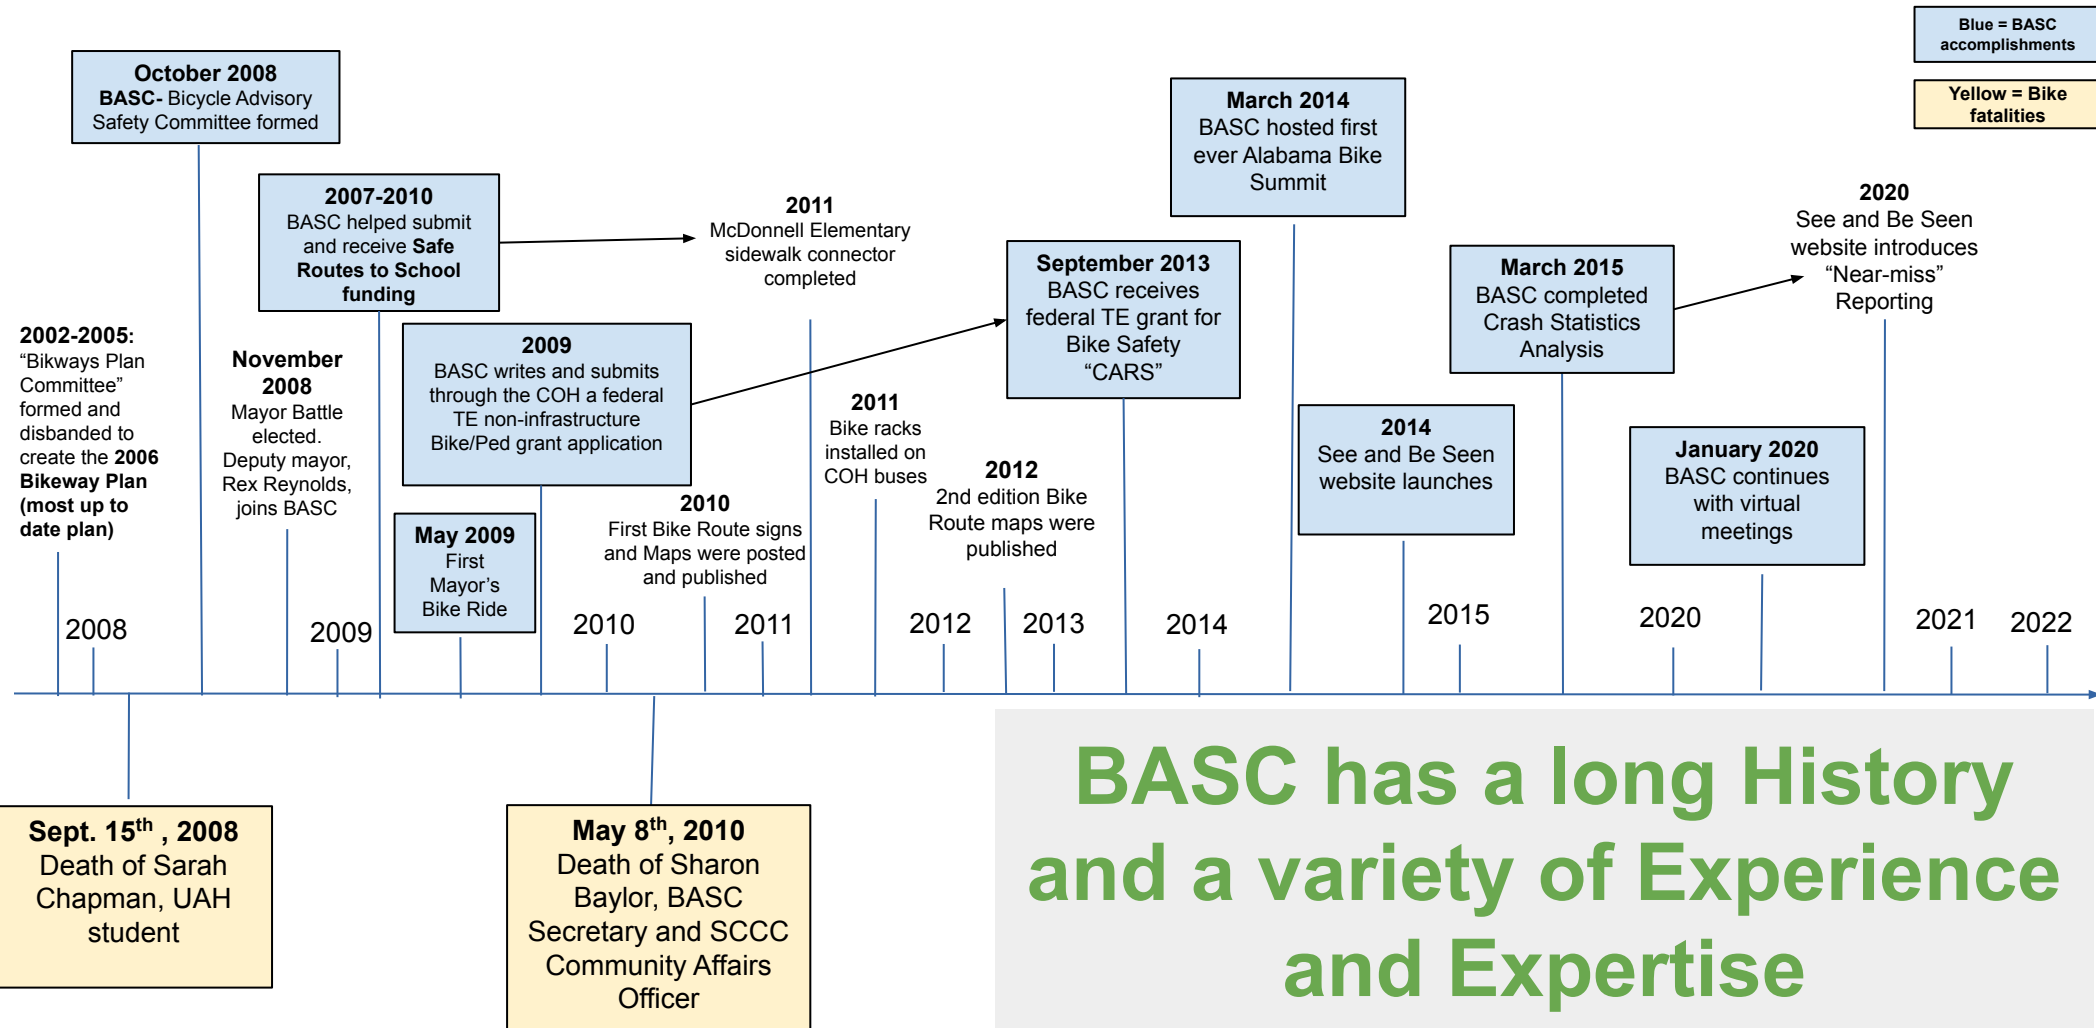 Blue = BASC
accomplishments
Yellow = Bike
fatalities
October 2008
BASC- Bicycle Advisory
Safety Committee formed
2007-2010
BASC helped submit
and receive Safe
Routes to School
funding
2011
McDonnell Elementary
sidewalk connector
completed
March 2014
BASC hosted first
ever Alabama Bike
Summit
2020
See and Be Seen
website introduces
“Near-miss”
Reporting
September 2013
BASC receives
federal TE grant for
Bike Safety
“CARS”
March 2015
BASC completed
Crash Statistics
Analysis
2002-2005:
“Bikways Plan
Committee”
formed and
disbanded to
create the 2006
Bikeway Plan
(most up to
date plan)
November
2008
Mayor Battle
elected.
Deputy mayor,
Rex Reynolds,
joins BASC
2009
BASC writes and submits
through the COH a federal
TE non-infrastructure
Bike/Ped grant application
May 2009
First
Mayor’s
Bike Ride
2010
First Bike Route signs
and Maps were posted
and published
2011
Bike racks
installed on
COH buses
2012
2nd edition Bike
Route maps were
published
2014
See and Be Seen
website launches
January 2020
BASC continues
with virtual
meetings
2008
2009
2010
2011
2012
2013
2014
2015
2020
2021
2022
Sept. 15th , 2008
Death of Sarah
Chapman, UAH
student
May 8th, 2010
Death of Sharon
Baylor, BASC
Secretary and SCCC
Community Affairs
Officer
BASC has a long History
and a variety of Experience
and Expertise